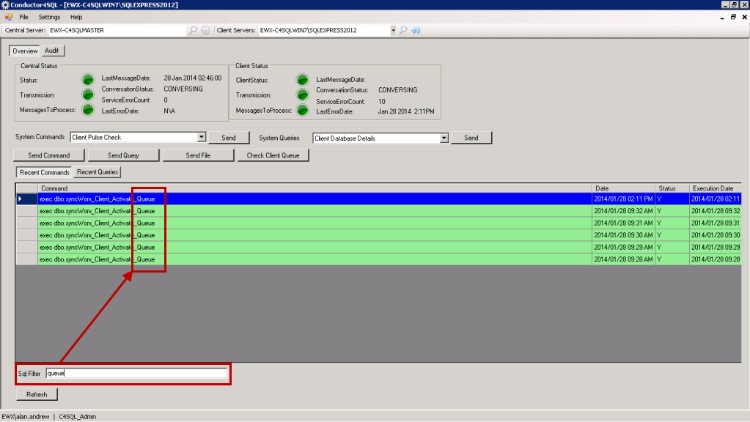 Conductor4SQL - [EWX-C4SQLWIN7\SQLEXPRESS2012]
File Settings Help
Central Server: EWX-C4SQLMASTER Client Servers: EWX-C4SQLWIN7\SQLEXPRESS2012
Overview Audit
Central Status Client Status
Status: LastMessageDate: 28 Jan 2014 02:46:00 ClientStatus: LastMessageDate:
Transmission: ConversationStatus: CONVERSING Transmission: ConversationStatus: CONVERSING
ServiceErrorCount: 0 ServiceErrorCount: 10
MessagesToProcess: LastErrorDate: N\A MessagesToProcess: LastErrorDate: Jan 28 2014 2:11PM
System Commands Client Pulse Check Send System Queries Client Database Details Send
Send Command Send Query Send File Check Client Queue
Recent Commands Recent Queries
Command Date Status Execution Date
exec dbo.syncWorx_Client_Activate_Queue 2014/01/28 02:11 PM Y 2014/01/28 02:11
exec dbo.syncWorx_Client_Activate_Queue 2014/01/28 09:32 AM Y 2014/01/28 09:32
exec dbo.syncWorx_Client_Activate_Queue 2014/01/28 09:31 AM Y 2014/01/28 09:31
exec dbo.syncWorx_Client_Activate_Queue 2014/01/28 09:30 AM Y 2014/01/28 09:30
exec dbo.syncWorx_Client_Activate_Queue 2014/01/28 09:29 AM Y 2014/01/28 09:29
exec dbo.syncWorx_Client_Activate_Queue 2014/01/28 09:28 AM Y 2014/01/28 09:28
Sql Filter queue
Refresh
EWX\alan.andrew | C4SQL_Admin